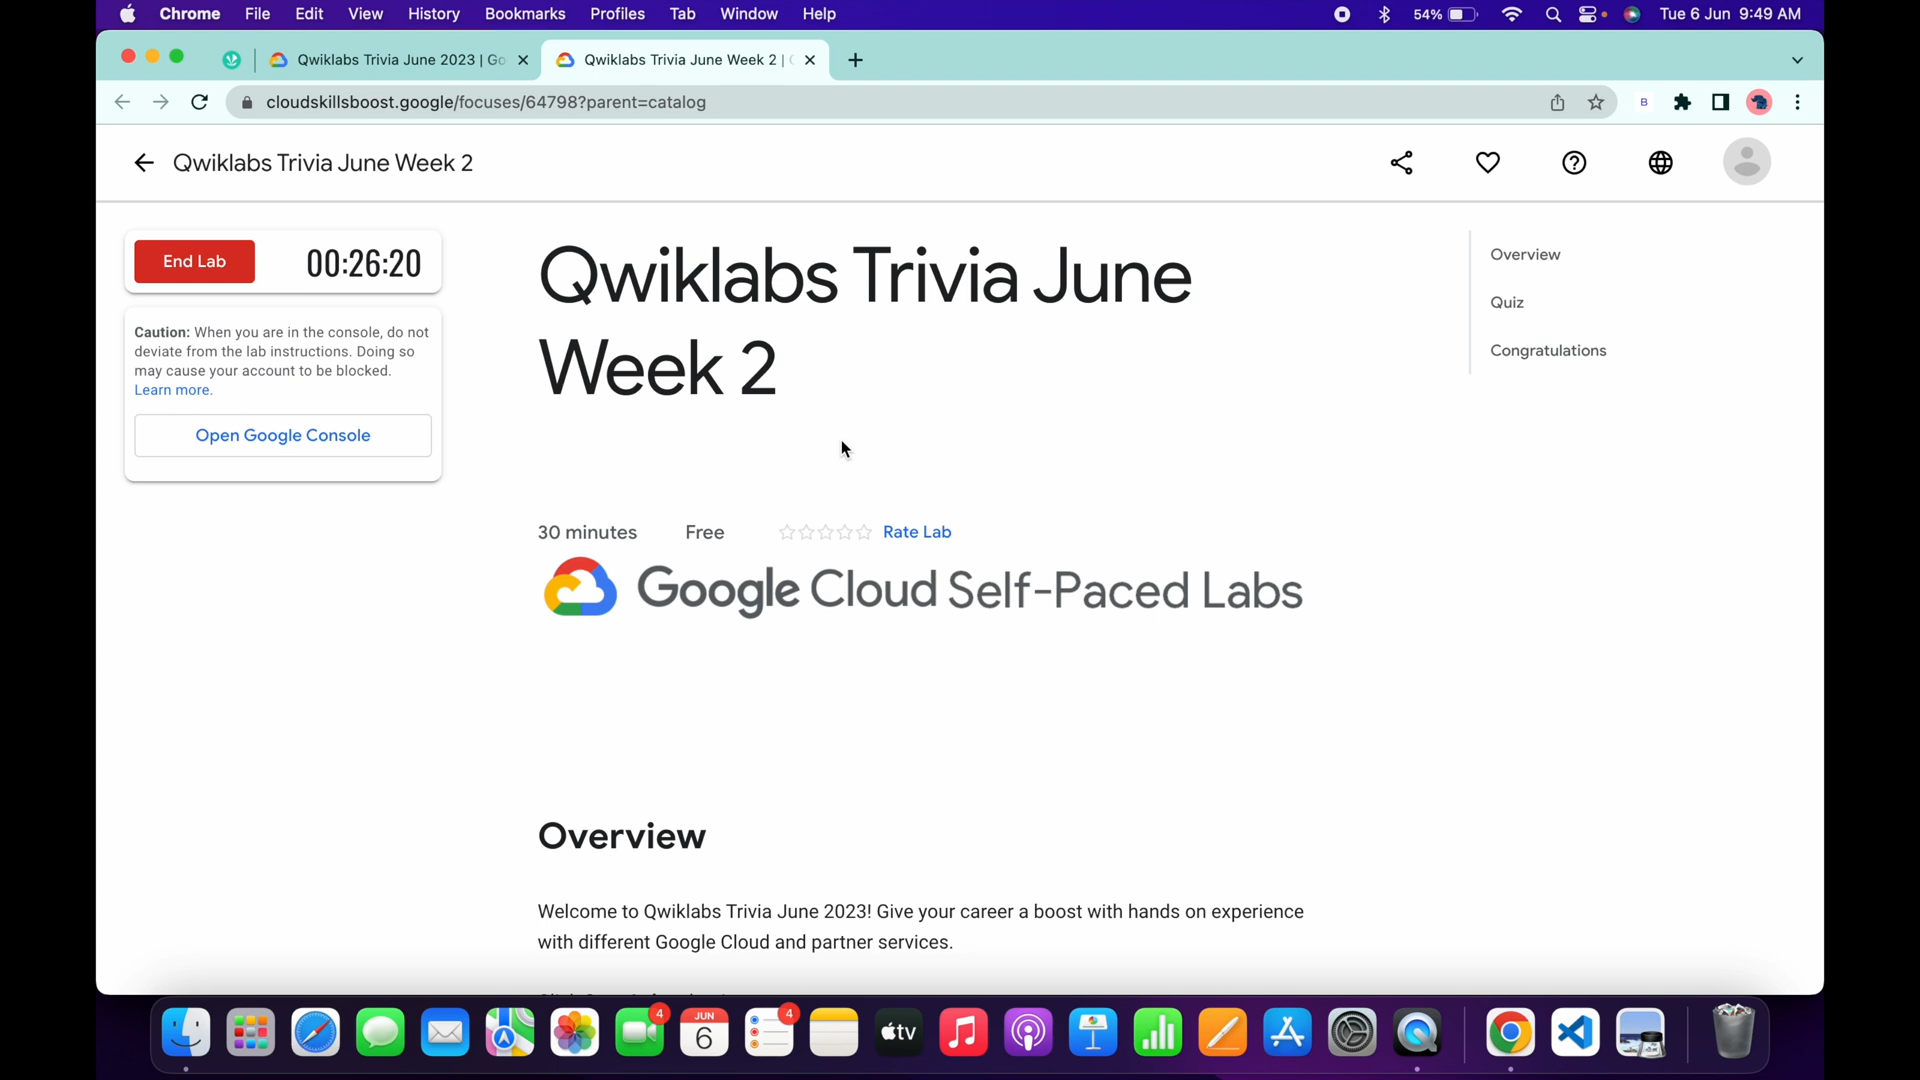 Chrome File Edit View History Bookmarks Profiles Tab Window Help 54% Tue 6 Jun 9:49 AM
Qwiklabs Trivia June 2023 | Go Qwiklabs Trivia June Week 2 |
cloudskillsboost.google/focuses/64798?parent=catalog B
Qwiklabs Trivia June Week 2
End Lab 00:26:20
Caution: When you are in the console, do not
deviate from the lab instructions. Doing so
may cause your account to be blocked.
Learn more.
Open Google Console
Qwiklabs Trivia June
Week 2
30 minutes Free Rate Lab
Google Cloud Self-Paced Labs
Overview
Welcome to Qwiklabs Trivia June 2023! Give your career a boost with hands on experience
with different Google Cloud and partner services.
Overview
Quiz
Congratulations
4 JUN 6 4 tv